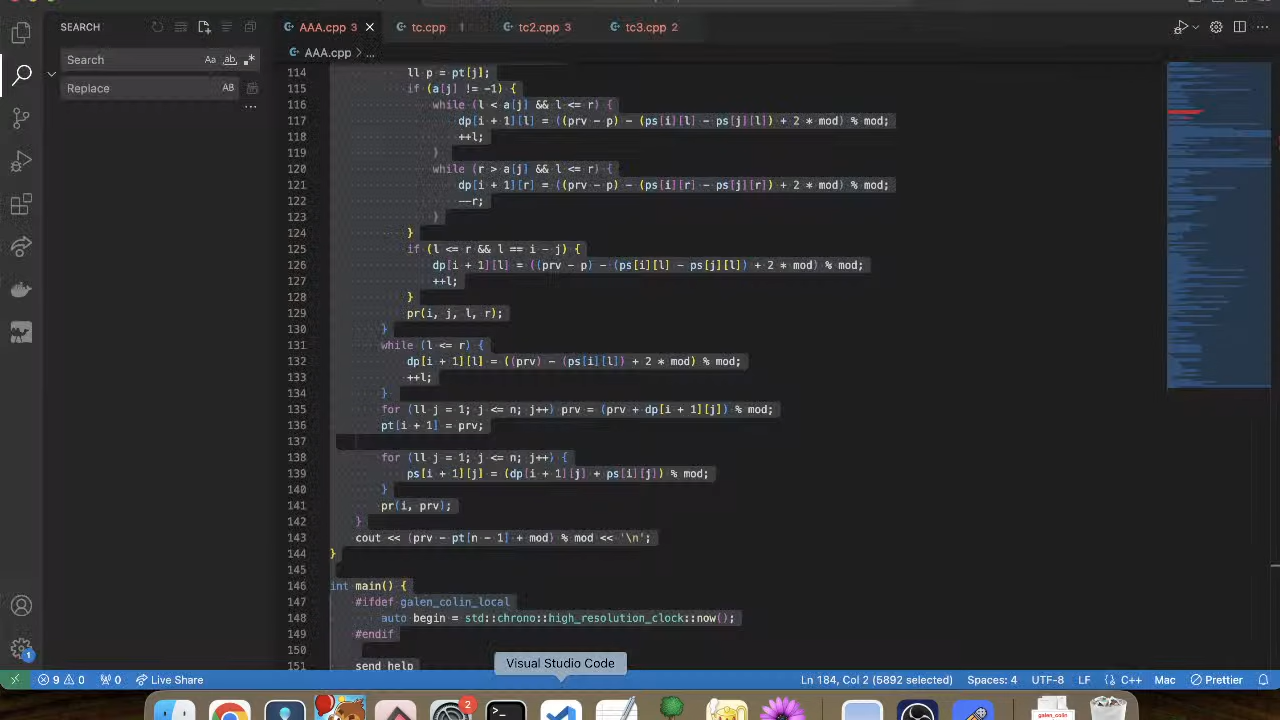 SEARCH
AAA.cpp 3
tc.cpp 1
tc2.cpp 3
tc3.cpp 2
Search
Aa ab
Replace
AB
AAA.cpp > ...
114 ll p = pt[j];
115 if (a[j] != -1) {
116 while (l < a[j] && l <= r) {
117 dp[i + 1][l] = ((prv - p) - (ps[i][l] - ps[j][l]) + 2 * mod) % mod;
118 ++l;
119 }
120 while (r > a[j] && l <= r) {
121 dp[i + 1][r] = ((prv - p) - (ps[i][r] - ps[j][r]) + 2 * mod) % mod;
122 --r;
123 }
124 }
125 if (l <= r && l == i - j) {
126 dp[i + 1][l] = ((prv - p) - (ps[i][l] - ps[j][l]) + 2 * mod) % mod;
127 ++l;
128 }
129 pr(i, j, l, r);
130 }
131 while (l <= r) {
132 dp[i + 1][l] = ((prv) - (ps[i][l]) + 2 * mod) % mod;
133 ++l;
134 }
135 for (ll j = 1; j <= n; j++) prv = (prv + dp[i + 1][j]) % mod;
136 pt[i + 1] = prv;
137
138 for (ll j = 1; j <= n; j++) {
139 ps[i + 1][j] = (dp[i + 1][j] + ps[i][j]) % mod;
140 }
141 pr(i, prv);
142 }
143 cout << (prv - pt[n - 1] + mod) % mod << '\n';
144 }
145
146 int main() {
147 #ifdef galen_colin_local
148 auto begin = std::chrono::high_resolution_clock::now();
149 #endif
150
151 send help
Visual Studio Code
1
9 0 0 Live Share Ln 184, Col 2 (5892 selected) Spaces: 4 UTF-8 LF {} C++ Mac Prettier
2
galen_colin